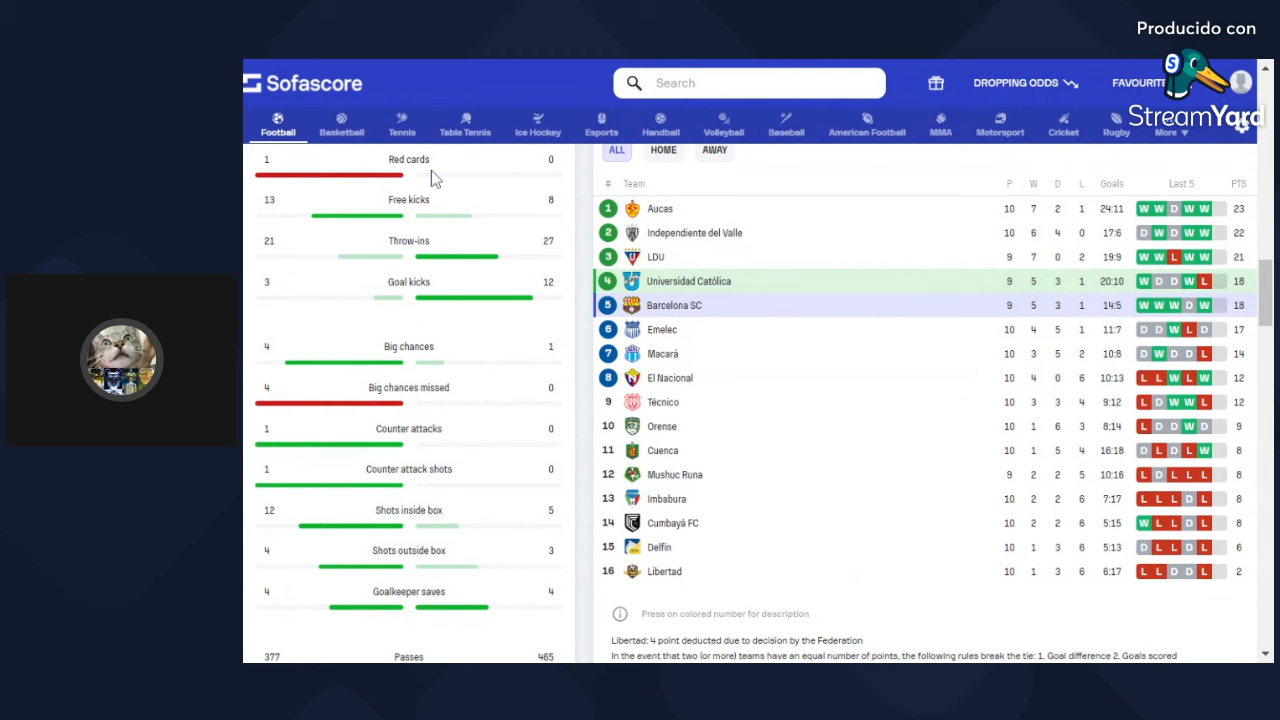 Producido con
StreamYard
Sofascore
Search
DROPPING ODDS
FAVOURITE
Football
Basketball
Tennis
Table Tennis
Ice Hockey
Esports
Handball
Volleyball
Baseball
American Football
MMA
Motorsport
Cricket
Rugby
More
1 Red cards 0
13 Free kicks 8
21 Throw-ins 27
3 Goal kicks 12
4 Big chances 1
4 Big chances missed 0
1 Counter attacks 0
1 Counter attack shots 0
12 Shots inside box 5
4 Shots outside box 3
4 Goalkeeper saves 4
377 Passes 465
ALL HOME AWAY
# Team P W D L Goals Last 5 PTS
1 Aucas 10 7 2 1 24:11 W W D W W 23
2 Independiente del Valle 10 6 4 0 17:6 D W D W W 22
3 LDU 9 7 0 2 19:9 W W L W W 21
4 Universidad Católica 9 5 3 1 20:10 W D D W L 18
5 Barcelona SC 9 5 3 1 14:5 W W W D W 18
6 Emelec 10 4 5 1 11:7 D D W L D 17
7 Macará 10 3 5 2 10:8 D W D D L 14
8 El Nacional 10 4 0 6 10:13 L L W L W 12
9 Técnico 10 3 3 4 9:12 L D W W L 12
10 Orense 10 1 6 3 8:14 L D D W D 9
11 Cuenca 10 1 5 4 16:18 D L D L W 8
12 Mushuc Runa 9 2 2 5 10:16 L D L L L 8
13 Imbabura 10 2 2 6 7:17 L L L D L 8
14 Cumbayá FC 10 2 2 6 5:15 W L L D L 8
15 Delfín 10 1 3 6 5:13 D L L D L 6
16 Libertad 10 1 3 6 6:17 L L D D L 2
Press on colored number for description
Libertad: 4 point deducted due to decision by the Federation
In the event that two (or more) teams have an equal number of points, the following rules break the tie: 1. Goal difference 2. Goals scored